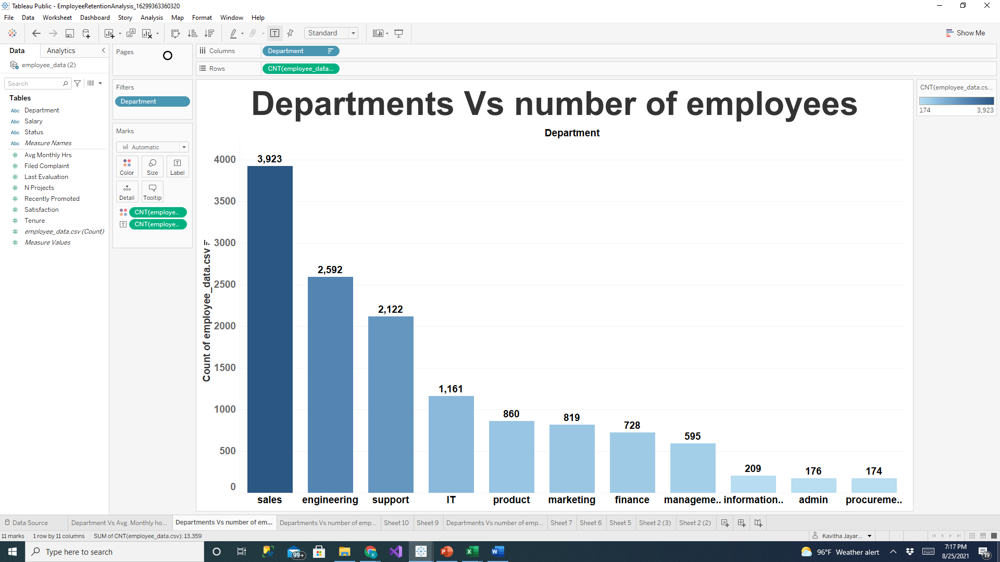 Tableau Public - EmployeeRetentionAnalysis_16299363360320
File Data Worksheet Dashboard Story Analysis Map Format Window Help
Standard
Show Me
Data Analytics
employee_data (2)
Search
Tables
Abc Department
Abc Salary
Abc Status
Abc Measure Names
# Avg Monthly Hrs
# Filed Complaint
# Last Evaluation
# N Projects
# Recently Promoted
# Satisfaction
# Tenure
# employee_data.csv (Count)
# Measure Values
Pages
Filters
Department
Marks
Automatic
Color Size Label
Detail Tooltip
CNT(employe..
CNT(employe..
Columns Department
Rows CNT(employee_data...
Departments Vs number of employees
Department
Count of employee_data.csv
4000
3500
3000
2500
2000
1500
1000
500
0
3,923
2,592
2,122
1,161
860
819
728
595
209
176
174
sales engineering support IT product marketing finance manageme.. information.. admin procureme..
CNT(employee_data.cs...
174 3,923
Data Source Department Vs Avg. Monthly ho... Departments Vs number of em... Departments Vs number of emp... Sheet 10 Sheet 9 Departments Vs number of emp... Sheet 7 Sheet 6 Sheet 5 Sheet 2 (3) Sheet 2 (2)
11 marks 1 row by 11 columns SUM of CNT(employee_data.csv): 13,359
Kavitha Jayar...
Type here to search
99+
K
96°F Weather alert
7:17 PM
8/25/2021
19